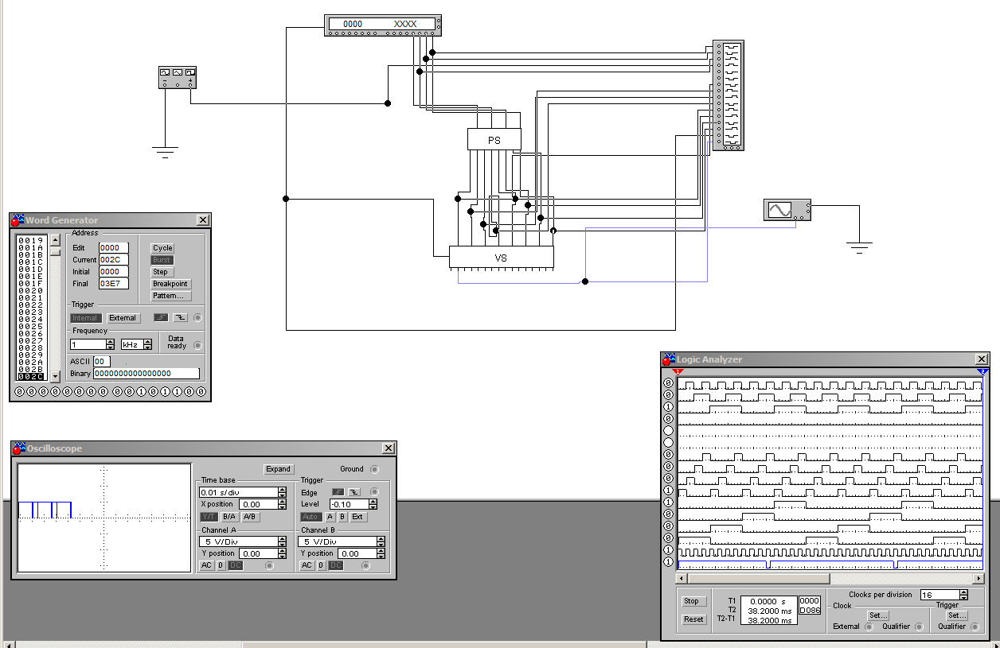 0000 XXXX
PS
VS
Word Generator
Address
0019
001A
001B
001C
001D
001E
001F
0020
0021
0022
0023
0024
0025
0026
0027
0028
0029
002A
002B
002C
Edit 0000 Cycle
Current 002C Burst
Initial 0000 Step
Final 03E7 Breakpoint
Pattern...
Trigger
Internal External
Frequency
1 kHz Data ready
ASCII 00
Binary 0000000000000000
0 0 0 0 0 0 0 0 0 0 1 0 1 1 0 0
Oscilloscope
Expand Ground
Time base Trigger
0.01 s/div Edge
X position 0.00 Level -0.10
Y/T B/A A/B Auto A B Ext
Channel A Channel B
5 V/Div 5 V/Div
Y position 0.00 Y position 0.00
AC 0 DC AC 0 DC
Logic Analyzer
1 2
0
0
1
0
0
0
0
1
1
0
0
0
1
1
Clocks per division 16
Stop T1 0.0000 s 0000 Clock Trigger
T2 38.2000 ms D086 Set... Set...
Reset T2-T1 38.2000 ms External Qualifier Qualifier